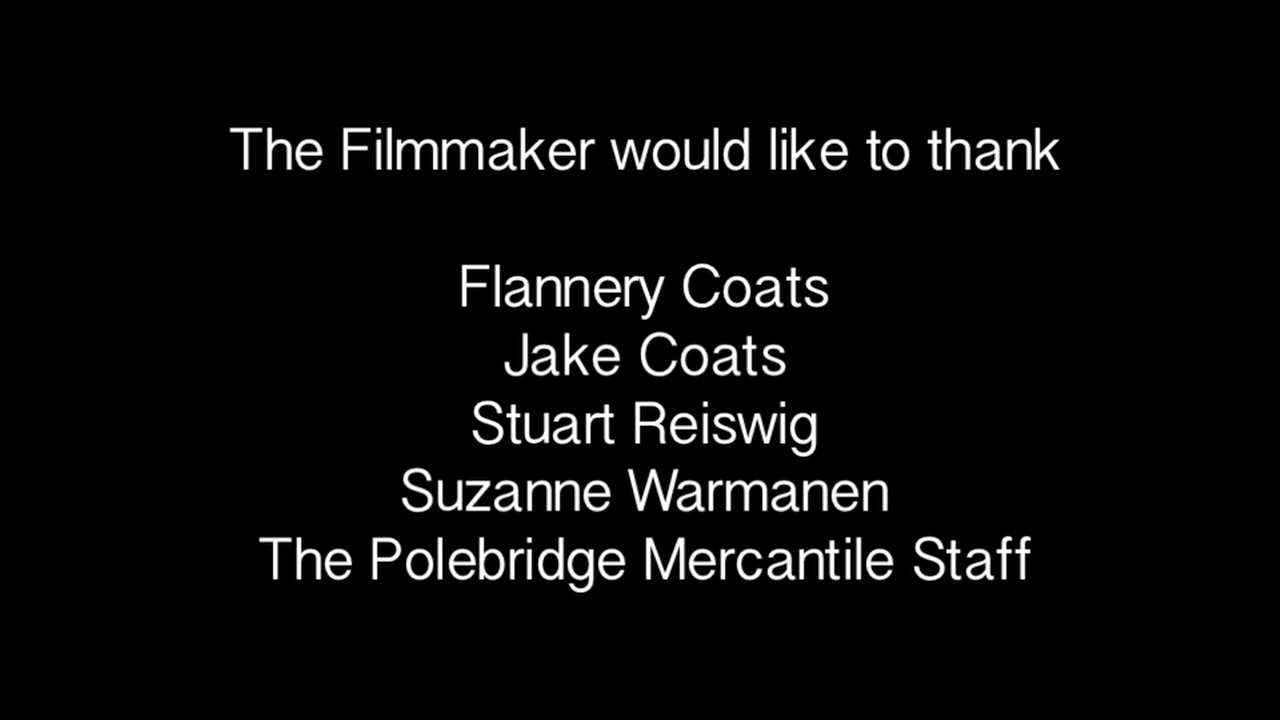 The Filmmaker would like to thank
Flannery Coats
Jake Coats
Stuart Reiswig
Suzanne Warmanen
The Polebridge Mercantile Staff